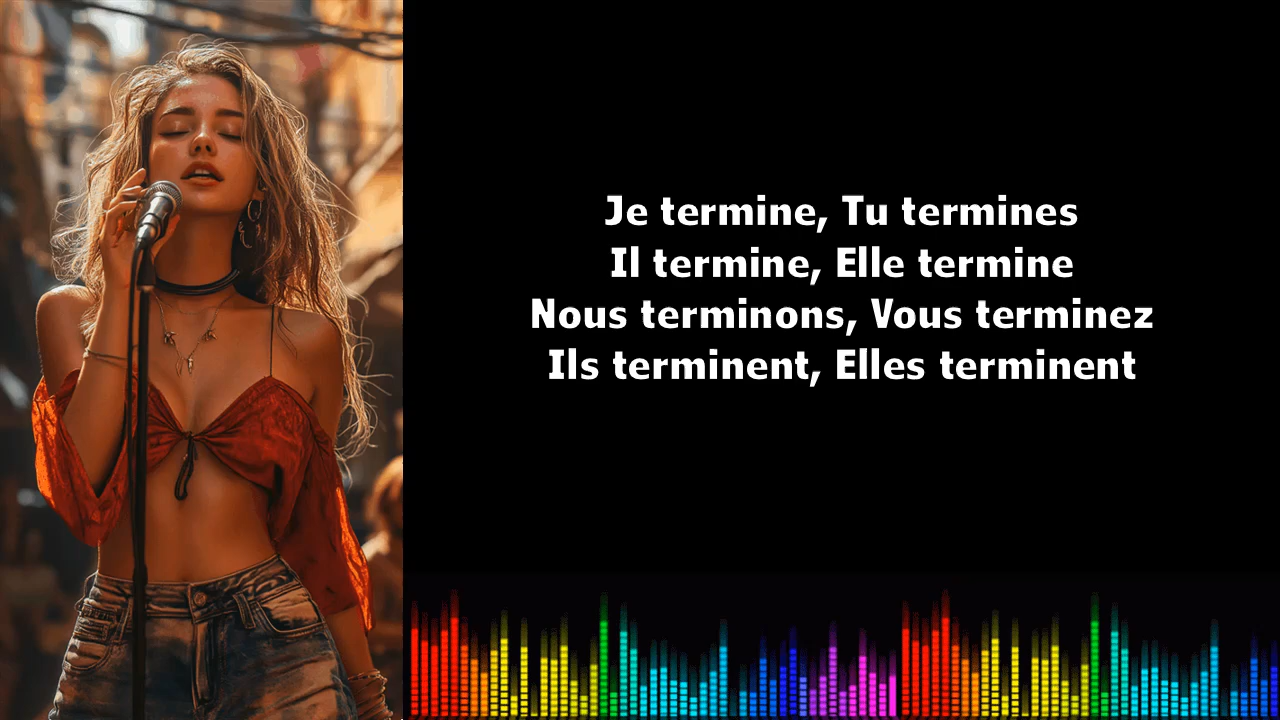 Je termine, Tu termines
Il termine, Elle termine
Nous terminons, Vous terminez
Ils terminent, Elles terminent